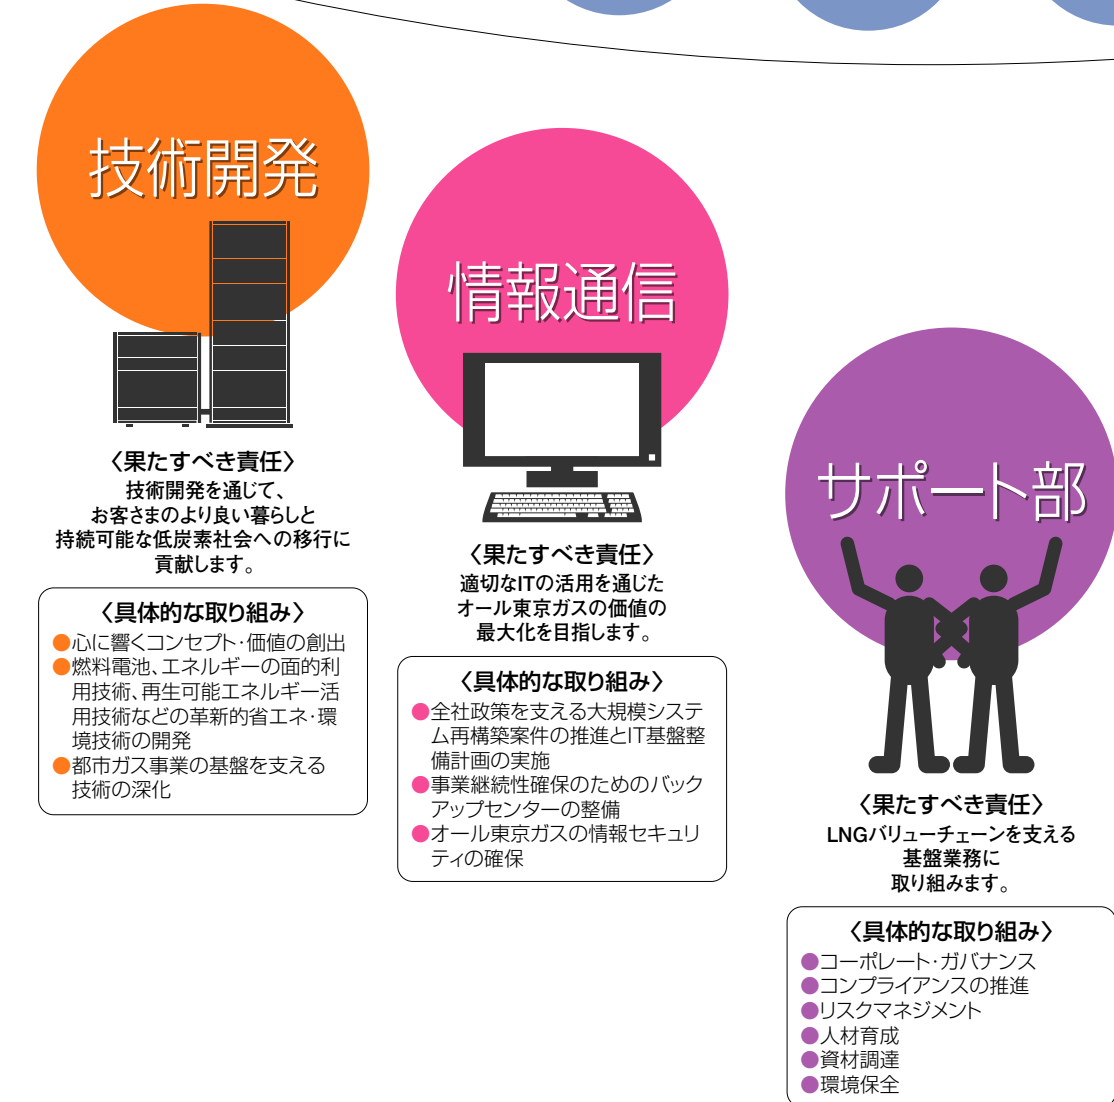 技術開発
〈果たすべき責任〉
技術開発を通じて、
お客さまのより良い暮らしと
持続可能な低炭素社会への移行に
貢献します。
〈具体的な取り組み〉
●心に響くコンセプト・価値の創出
●燃料電池、エネルギーの面的利
用技術、再生可能エネルギー活
用技術などの革新的省エネ・環
境技術の開発
●都市ガス事業の基盤を支える
技術の深化
情報通信
〈果たすべき責任〉
適切なITの活用を通じた
オール東京ガスの価値の
最大化を目指します。
〈具体的な取り組み〉
●全社政策を支える大規模システ
ム再構築案件の推進とIT基盤整
備計画の実施
●事業継続性確保のためのバック
アップセンターの整備
●オール東京ガスの情報セキュリ
ティの確保
サポート部
〈果たすべき責任〉
LNGバリューチェーンを支える
基盤業務に
取り組みます。
〈具体的な取り組み〉
●コーポレート・ガバナンス
●コンプライアンスの推進
●リスクマネジメント
●人材育成
●資材調達
●環境保全